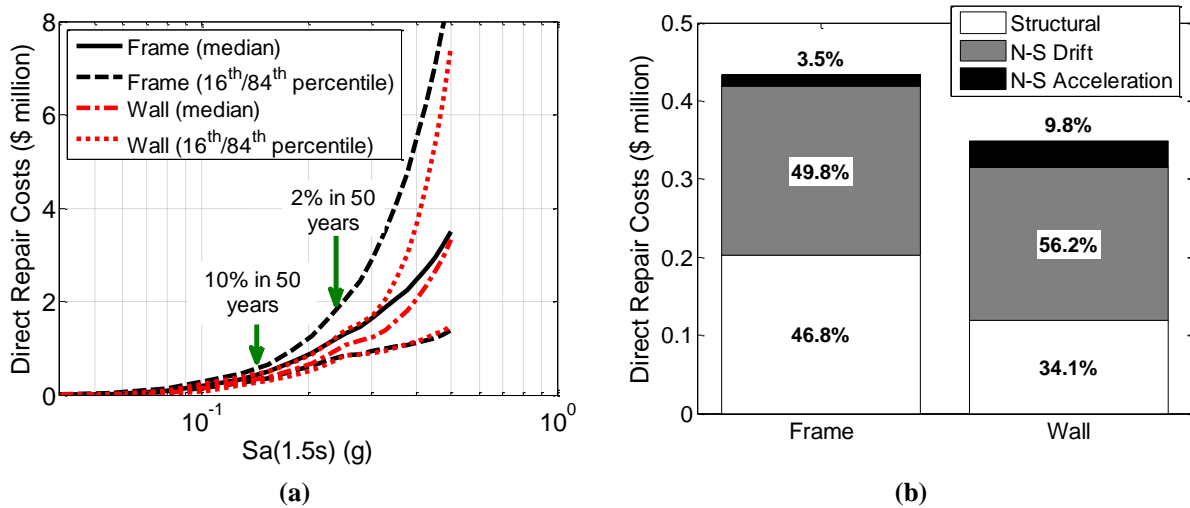 8
6
4
2
0
Direct Repair Costs ($ million)
Frame (median)
Frame (16th/84th percentile)
Wall (median)
Wall (16th/84th percentile)
2% in 50
years
10% in 50
years
10-1
100
Sa(1.5s) (g)
(a)
0.5
0.4
0.3
0.2
0.1
0
Direct Repair Costs ($ million)
Structural
N-S Drift
N-S Acceleration
3.5%
49.8%
46.8%
9.8%
56.2%
34.1%
Frame
Wall
(b)